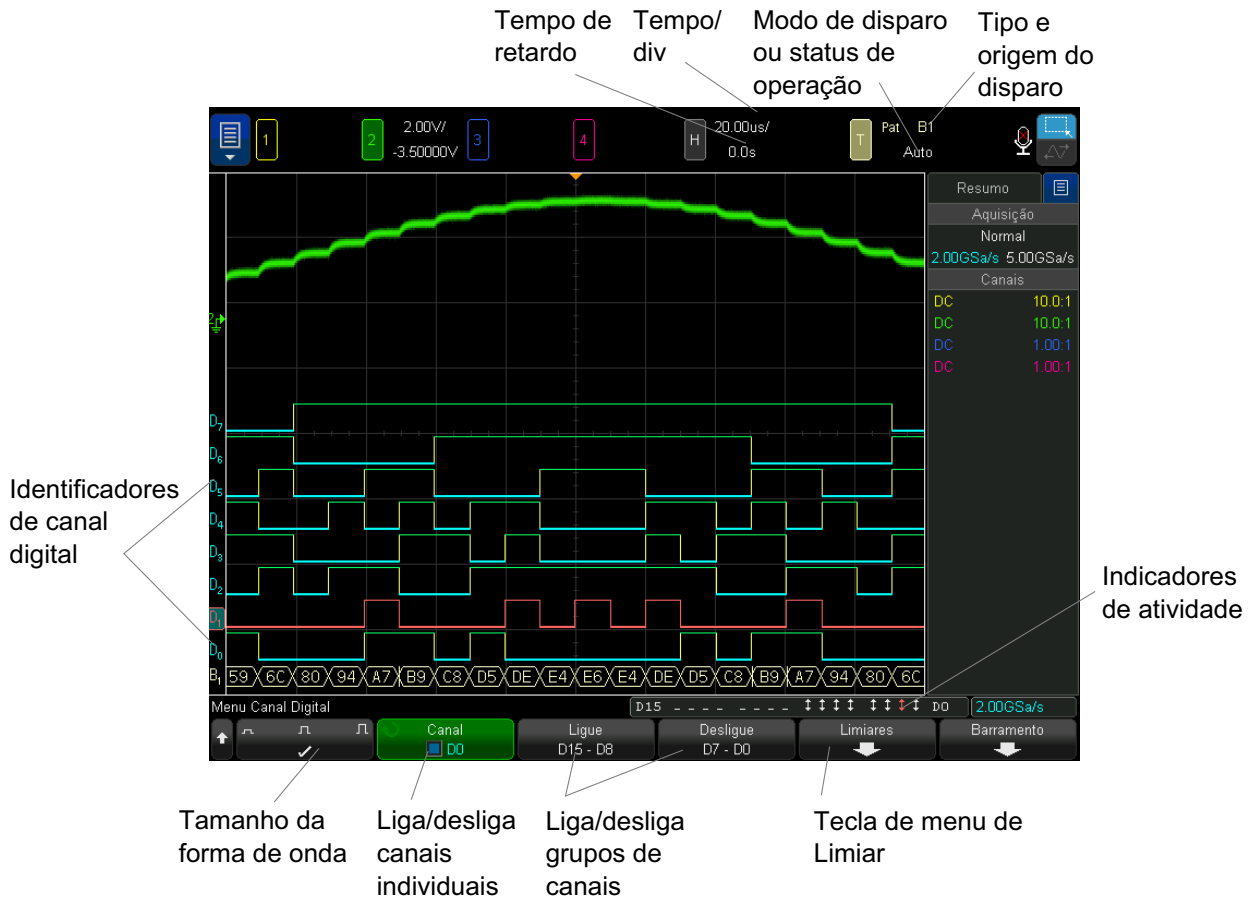 Tempo de retardo
Tempo/ div
Modo de disparo ou status de operação
Tipo e origem do disparo
1
2
2.00V/
-3.50000V
3
4
H
20.00us/
0.0s
T
Pat B1
Auto
Resumo
Aquisição
Normal
2.00GSa/s 5.00GSa/s
Canais
DC 10.0:1
DC 10.0:1
DC 1.00:1
DC 1.00:1
2
D7
D6
D5
D4
D3
D2
D1
D0
B1 59 6C 80 94 A7 B9 C8 D5 DE E4 E6 E4 DE D5 C8 B9 A7 94 80 6C
Identificadores de canal digital
Indicadores de atividade
Menu Canal Digital
D15 _ _ _ _ _ _ _ _ ↕ ↕ ↕ ↕ ↕ ↕ ↕ ↕ D0
2.00GSa/s
Canal
D0
Ligue
D15 - D8
Desligue
D7 - D0
Limiares
Barramento
Tamanho da forma de onda
Liga/desliga canais individuais
Liga/desliga grupos de canais
Tecla de menu de Limiar